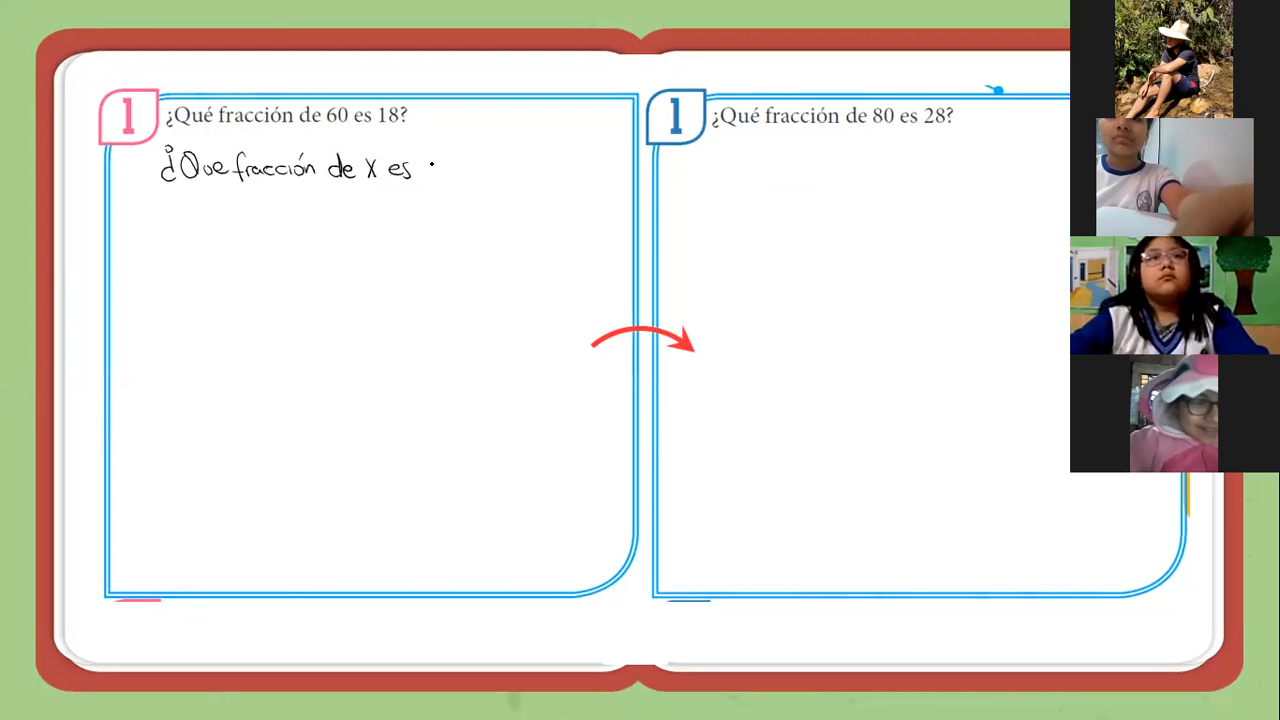 1 ¿Qué fracción de 60 es 18?
¿Que fracción de x es
1 ¿Qué fracción de 80 es 28?